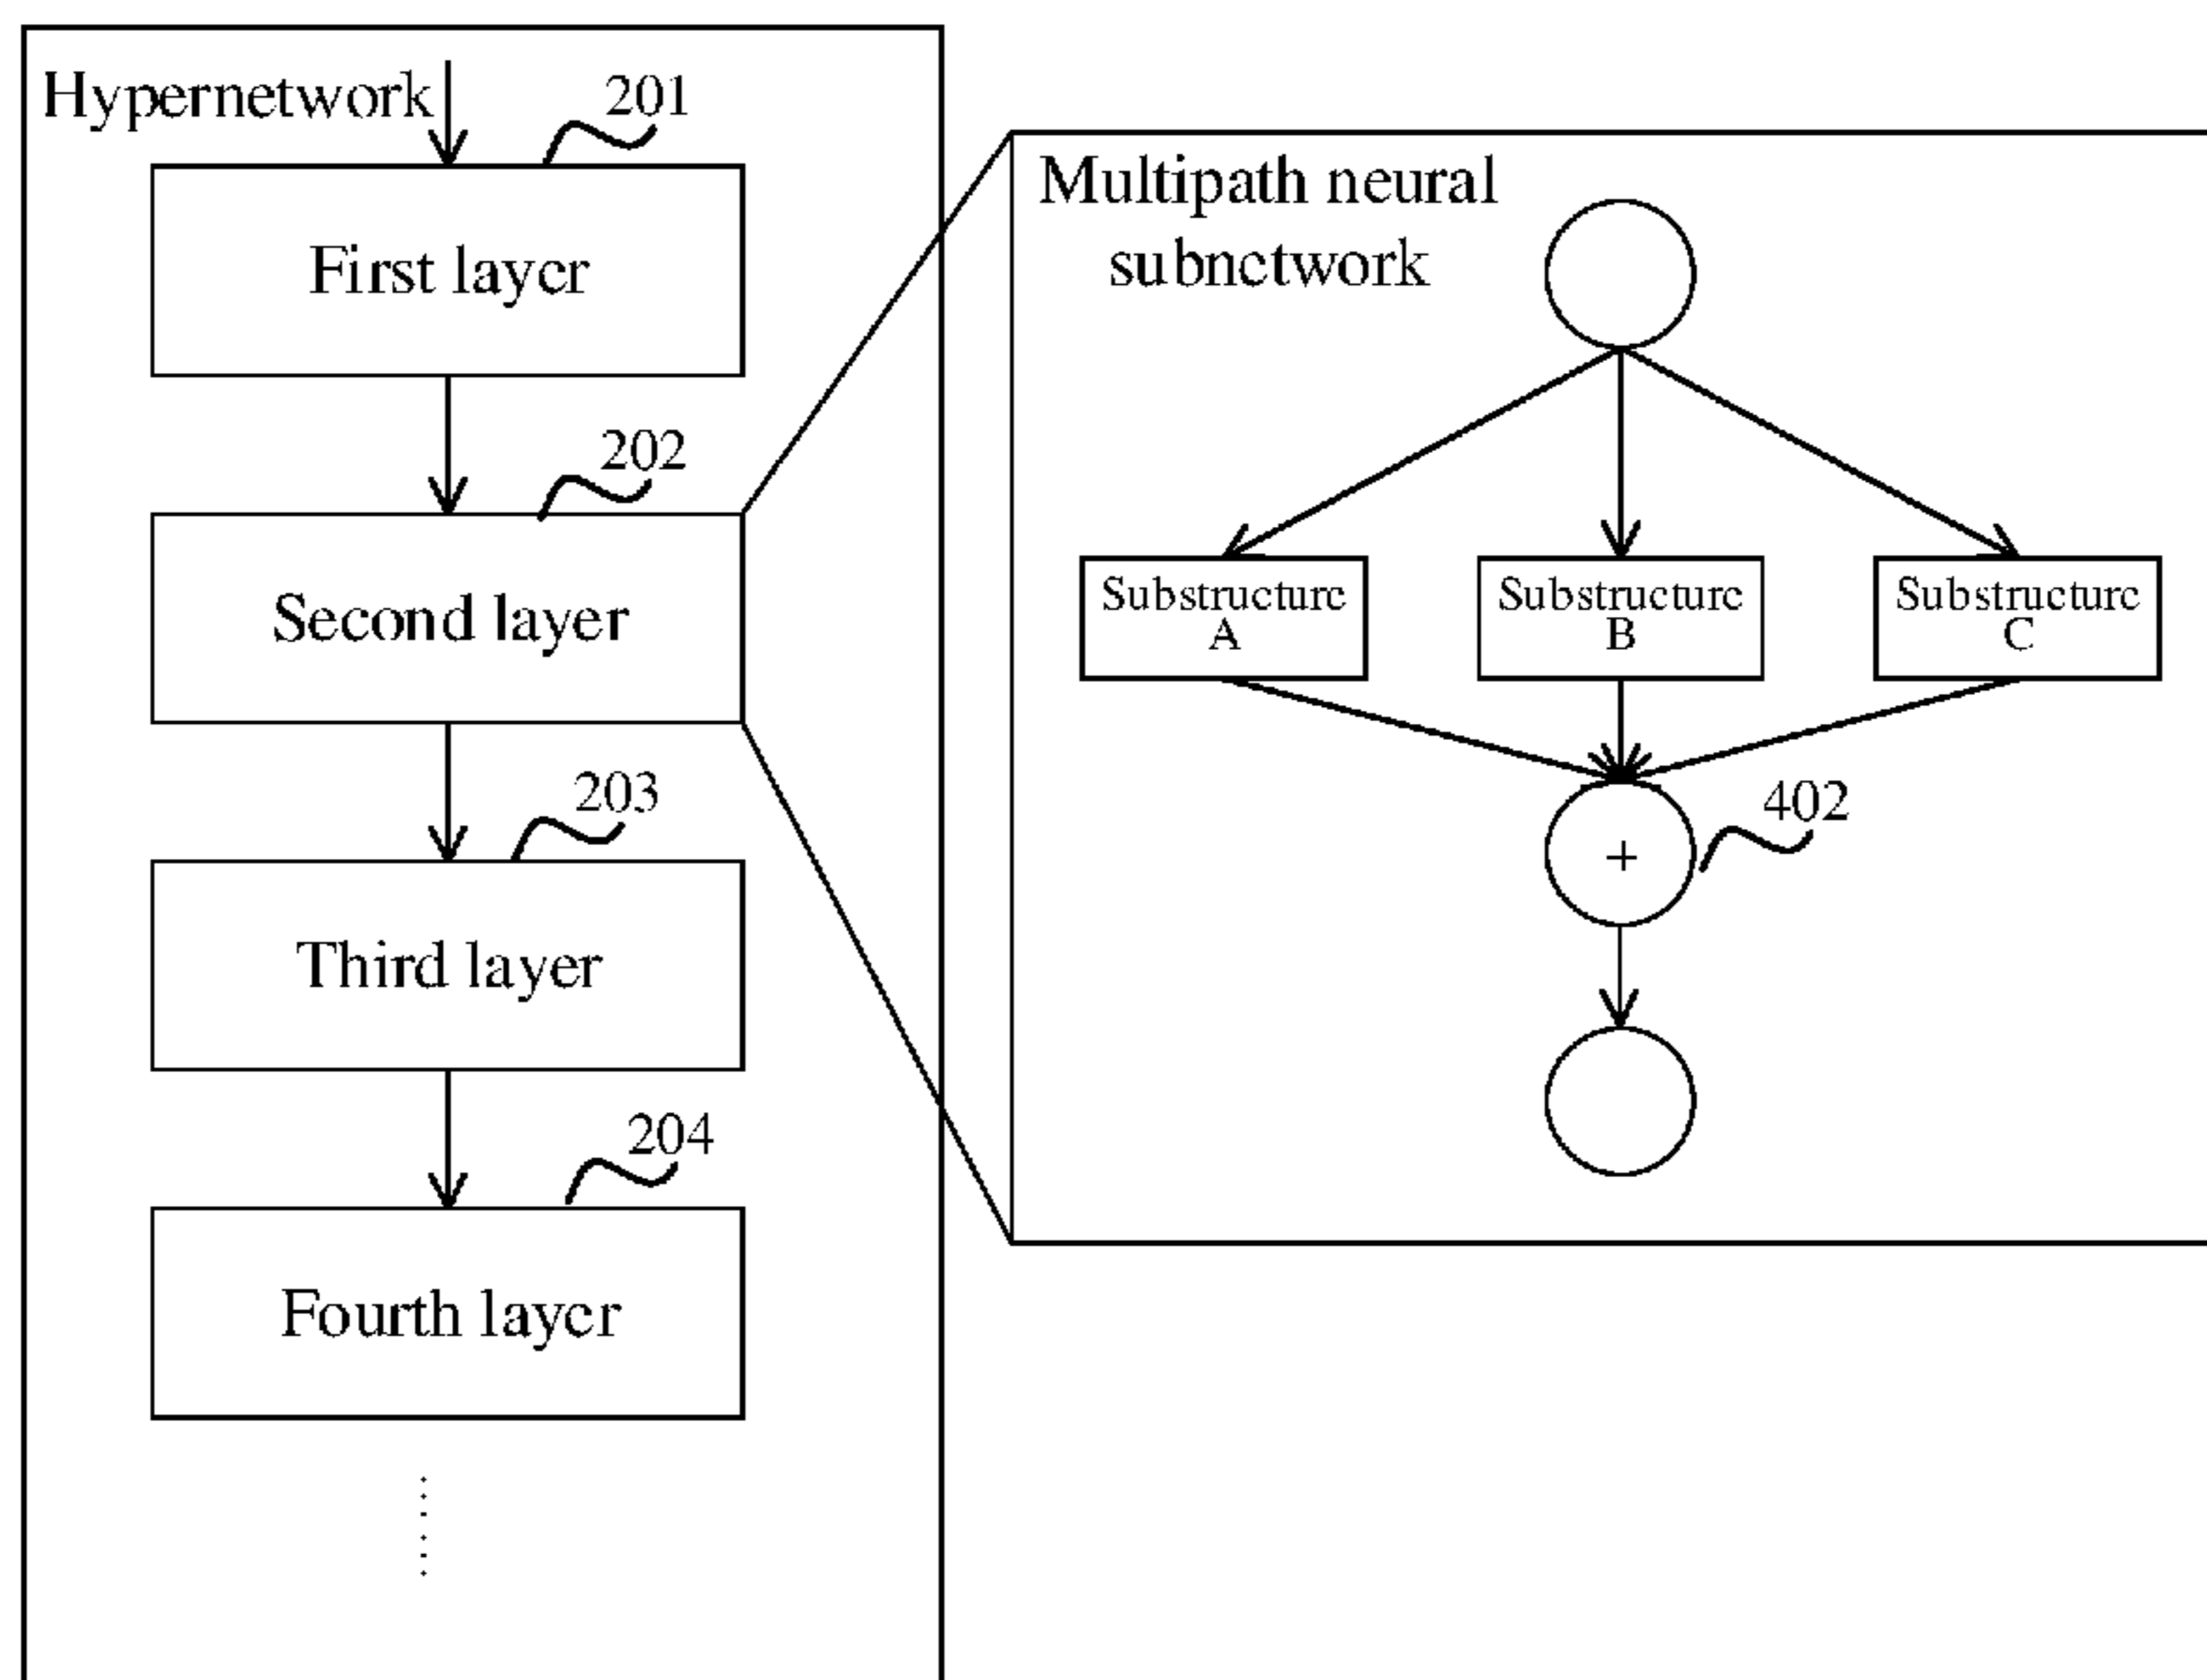 Hypernetwork
201
First layer
202
Second layer
203
Third layer
204
Fourth layer
Multipath neural
subnetwork
Substructure
A
Substructure
B
Substructure
C
+
402